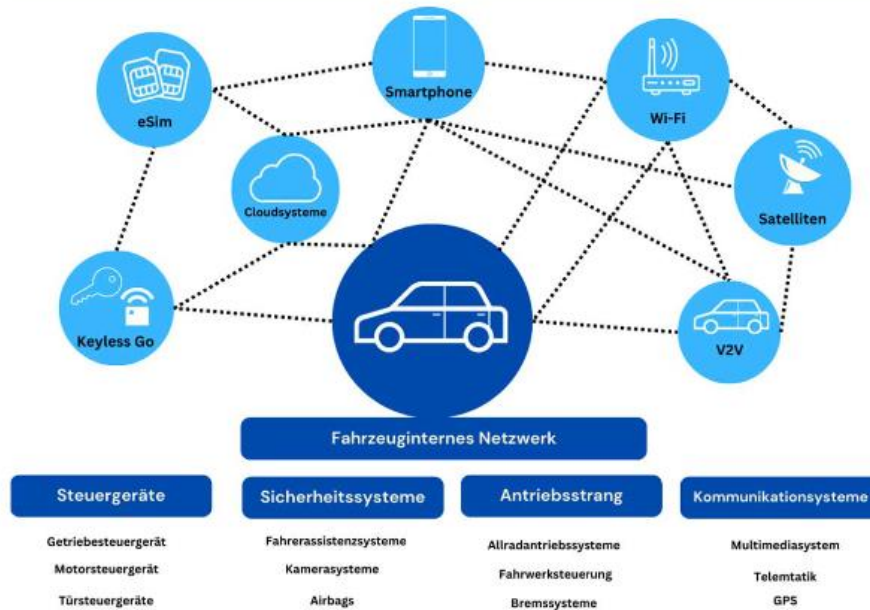 Smartphone
eSim
Wi-Fi
Cloudsysteme
Satelliten
Keyless Go
V2V
Fahrzeuginternes Netzwerk
Steuergeräte
Sicherheitssysteme
Antriebsstrang
Kommunikationsysteme
Getriebesteuergerät
Fahrerassistenzsysteme
Allradantriebssysteme
Multimediasystem
Motorsteuergerät
Kamerasysteme
Fahrwerksteuerung
Telemtatik
Türsteuergeräte
Airbags
Bremssysteme
GPS